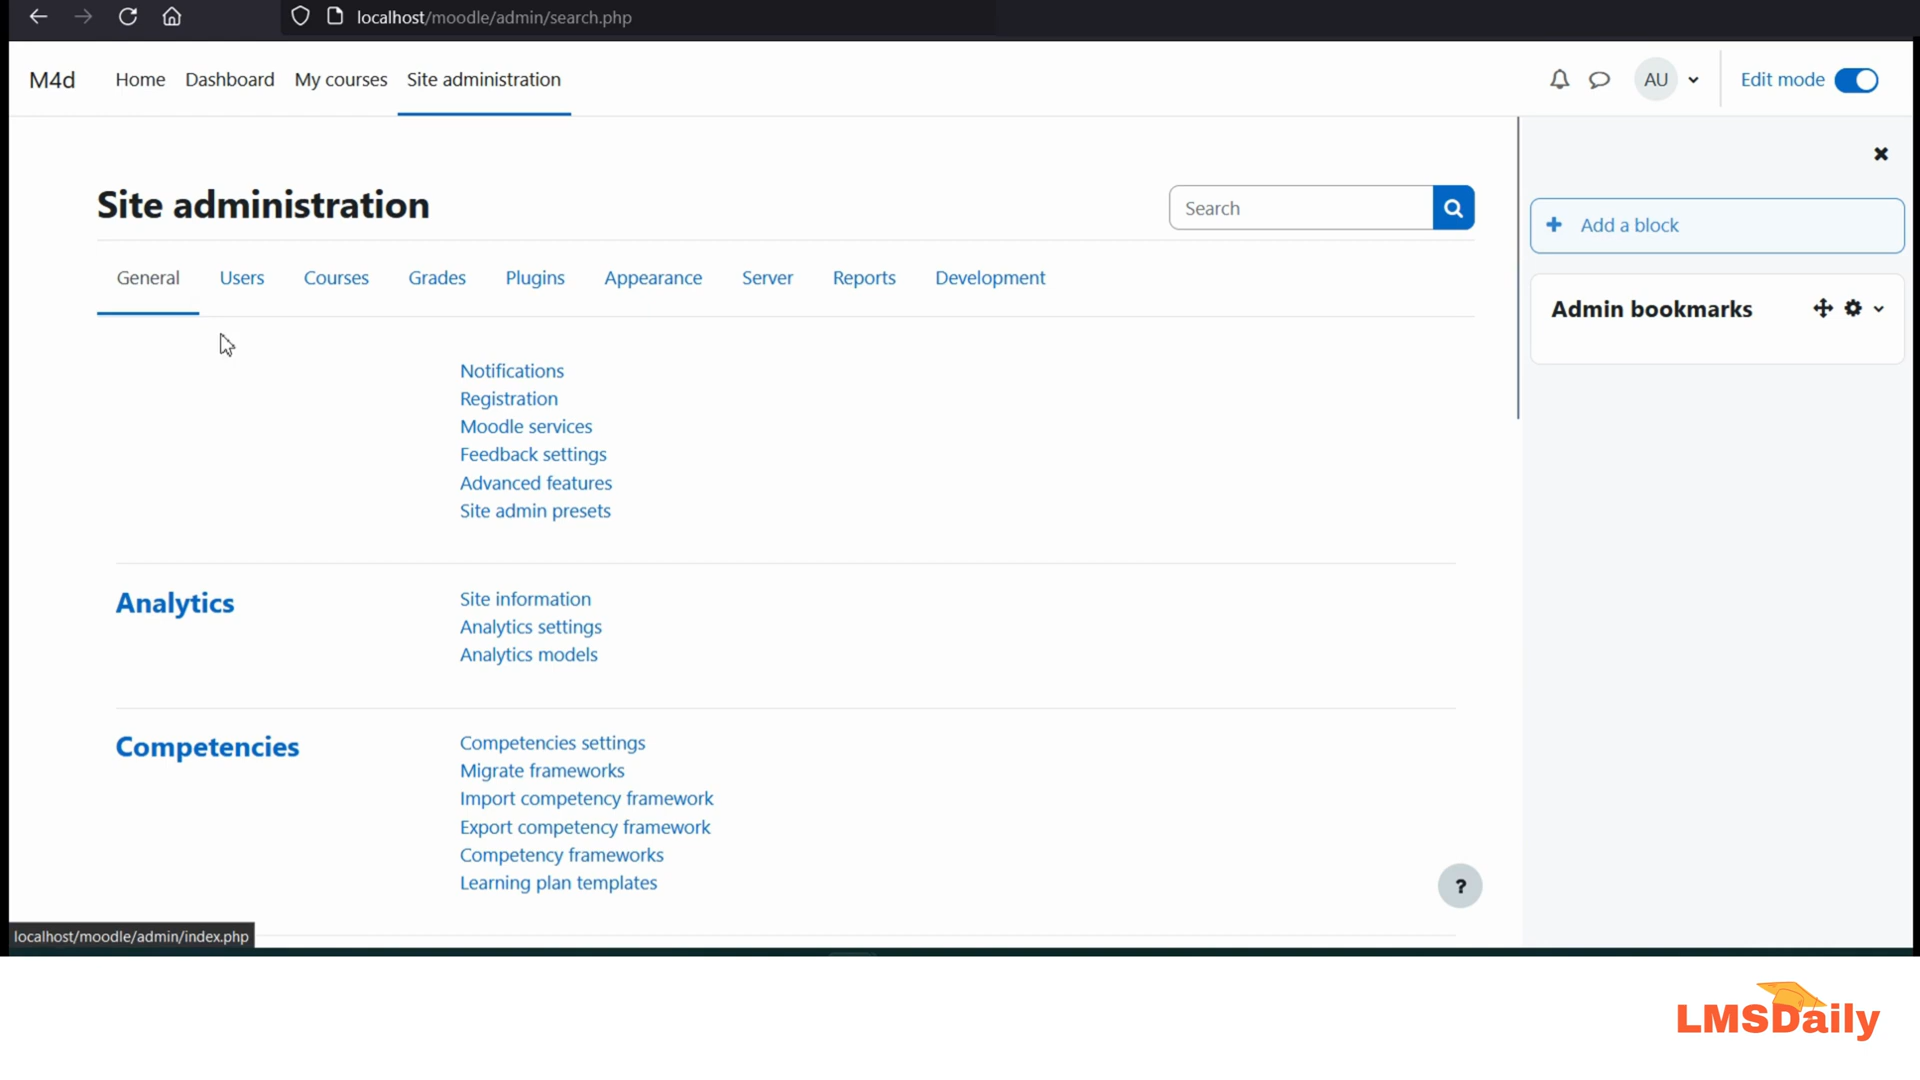 localhost/moodle/admin/search.php
M4d Home Dashboard My courses Site administration AU Edit mode
Site administration
Search
Add a block
General Users Courses Grades Plugins Appearance Server Reports Development
Admin bookmarks
Notifications
Registration
Moodle services
Feedback settings
Advanced features
Site admin presets
Analytics
Site information
Analytics settings
Analytics models
Competencies
Competencies settings
Migrate frameworks
Import competency framework
Export competency framework
Competency frameworks
Learning plan templates
?
localhost/moodle/admin/index.php
LMSDaily